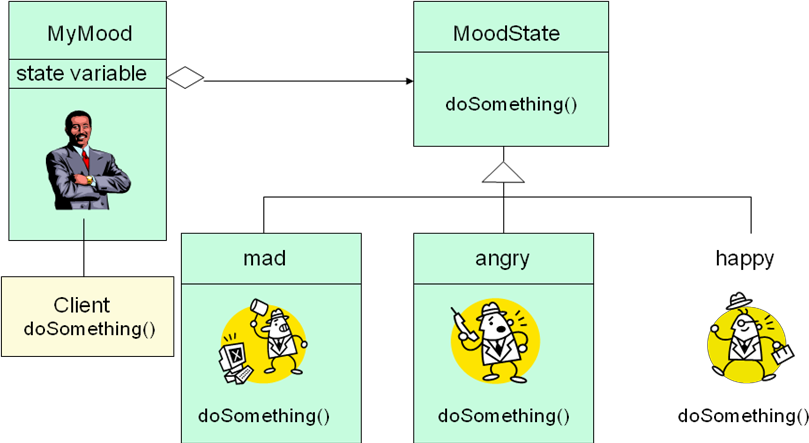 MyMood
state variable
MoodState
doSomething()
Client
doSomething()
mad
doSomething()
angry
doSomething()
happy
doSomething()